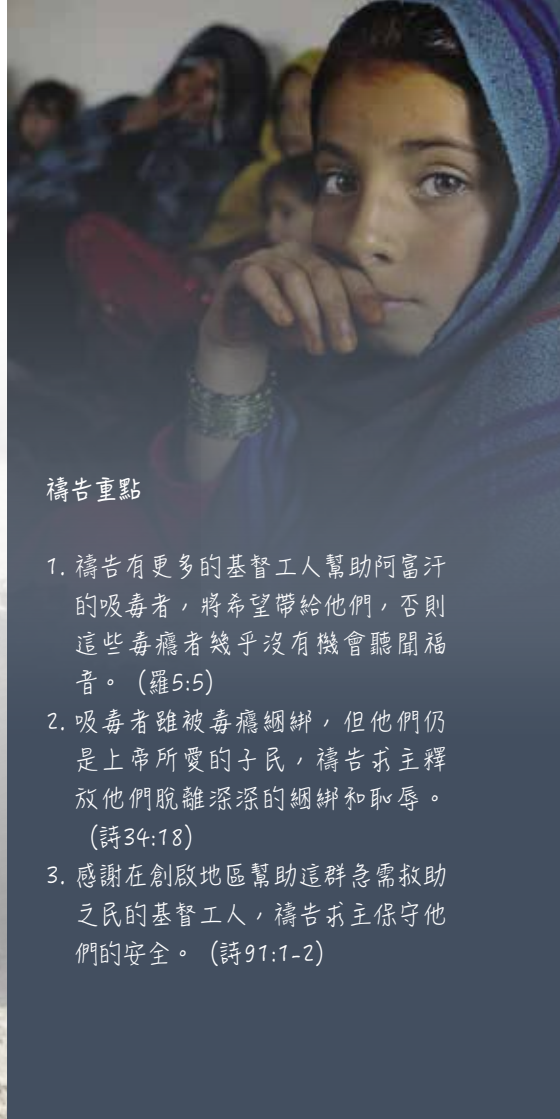 禱告重點
1. 禱告有更多的基督工人幫助阿富汗
的吸毒者，將希望帶給他們，否則
這些毒癮者幾乎沒有機會聽聞福
音。（羅5:5）
2. 吸毒者雖被毒癮綑綁，但他們仍
是上帝所愛的子民，禱告求主釋
放他們脫離深深的綑綁和恥辱。
（詩34:18）
3. 感謝在創啟地區幫助這群急需救助
之民的基督工人，禱告求主保守他
們的安全。（詩91:1-2）